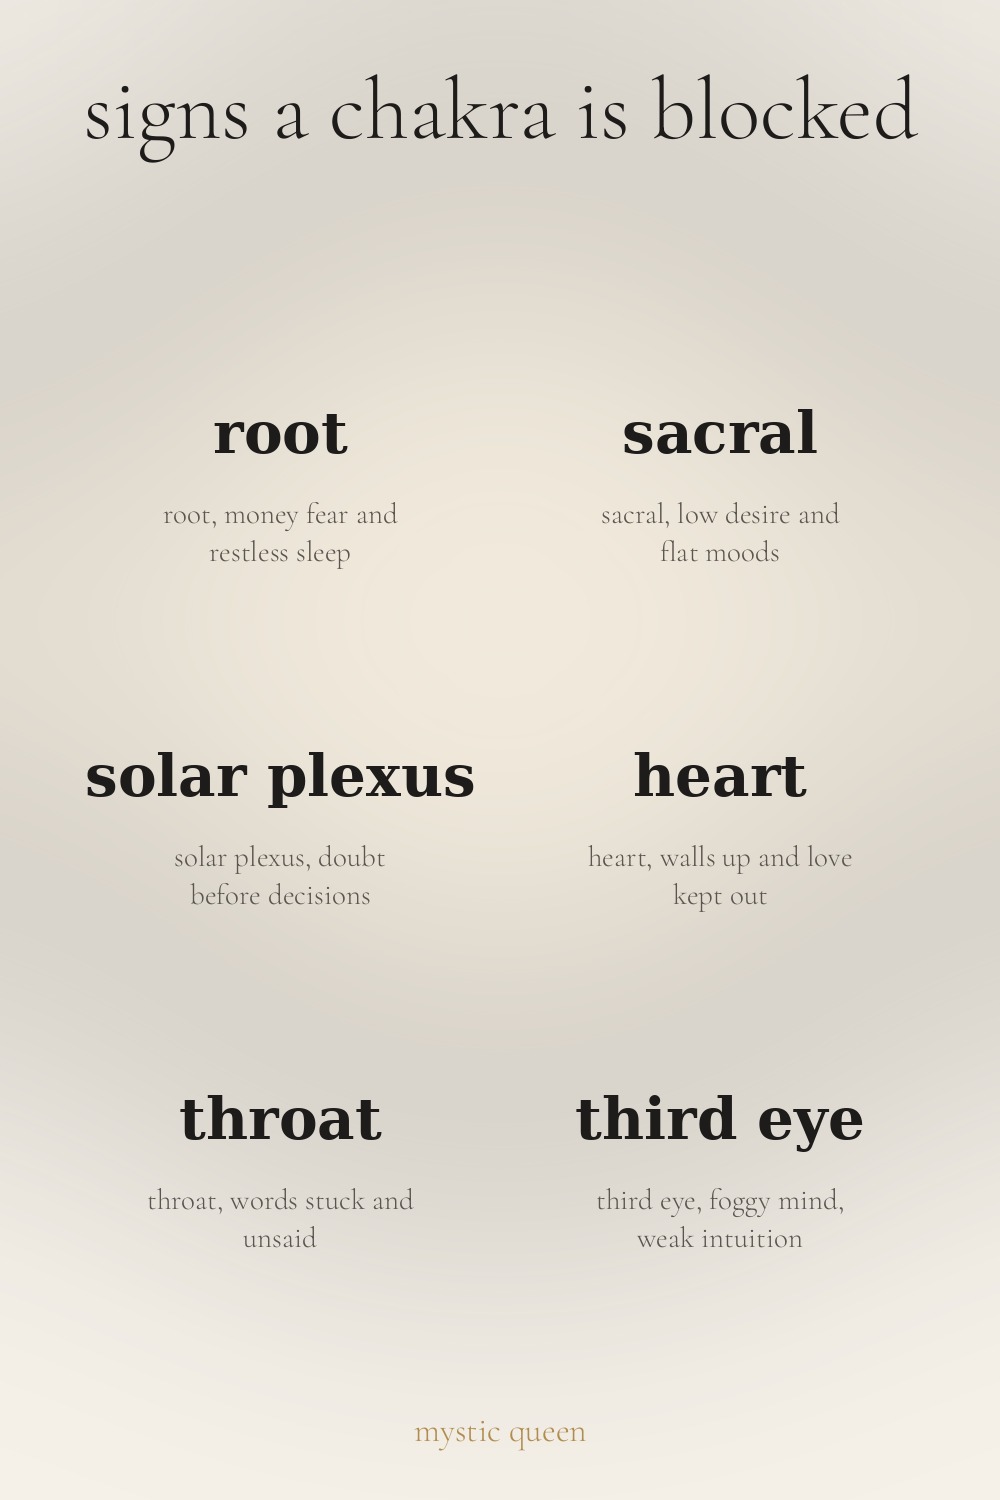 signs a chakra is blocked
root
root, money fear and
restless sleep
sacral
sacral, low desire and
flat moods
solar plexus
solar plexus, doubt
before decisions
heart
heart, walls up and love
kept out
throat
throat, words stuck and
unsaid
third eye
third eye, foggy mind,
weak intuition
mystic queen